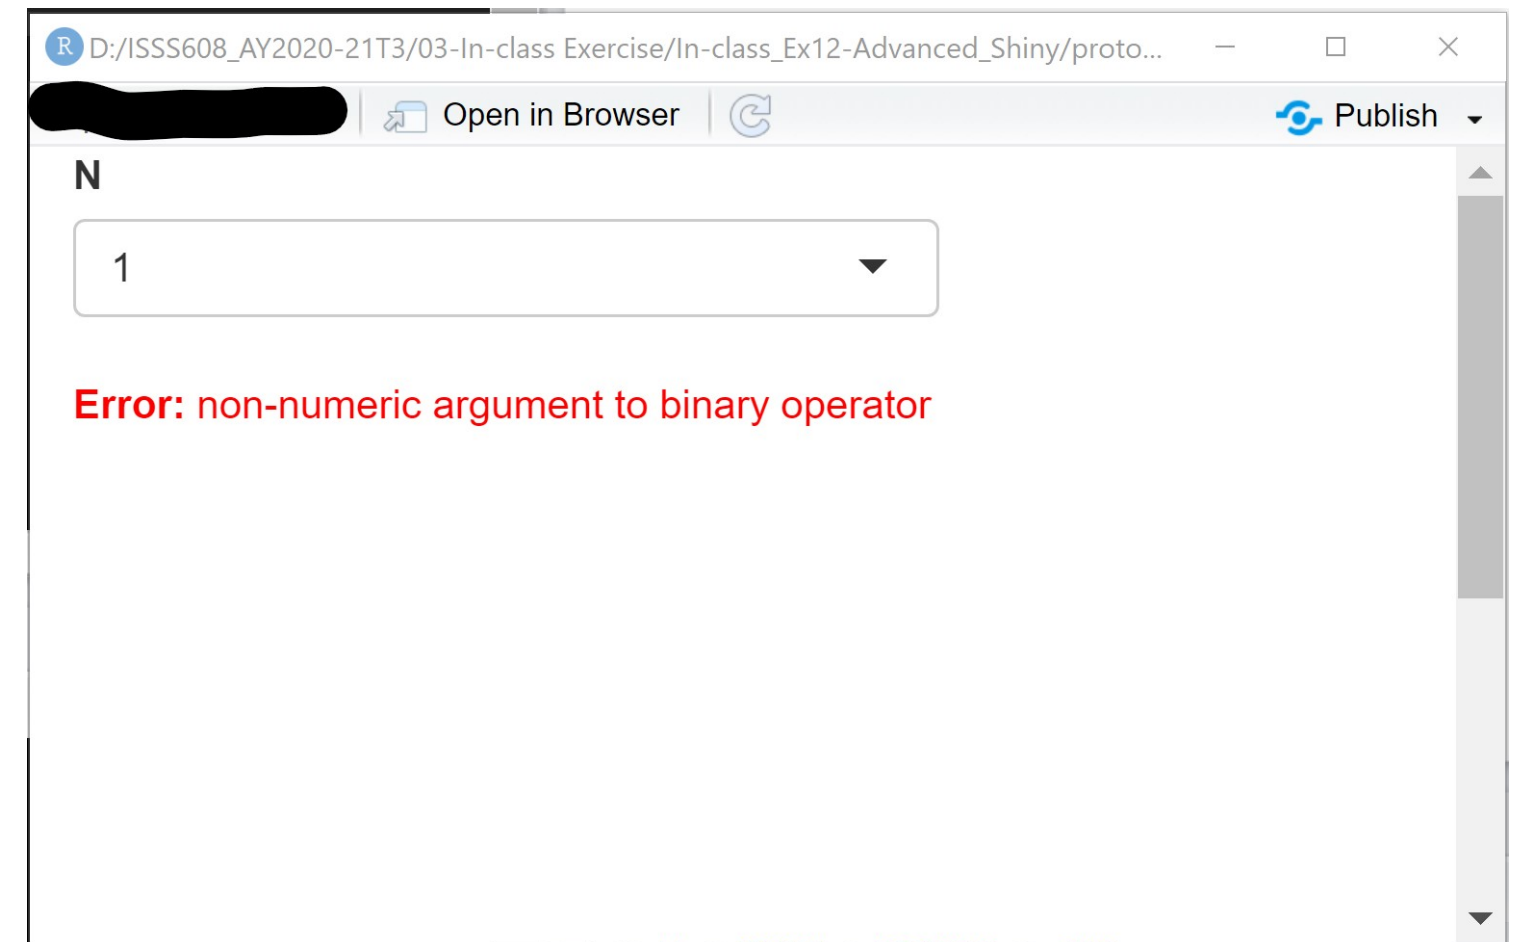 R D:/ISSS608_AY2020-21T3/03-In-class Exercise/In-class_Ex12-Advanced_Shiny/proto...
Open in Browser Publish
N
1
Error: non-numeric argument to binary operator